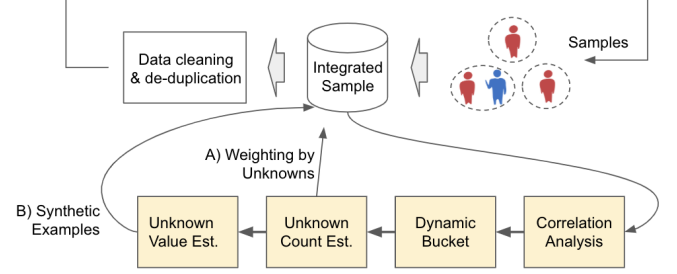 Data cleaning
& de-duplication
Integrated
Sample
Samples
A) Weighting by
Unknowns
B) Synthetic
Examples
Unknown
Value Est.
Unknown
Count Est.
Dynamic
Bucket
Correlation
Analysis